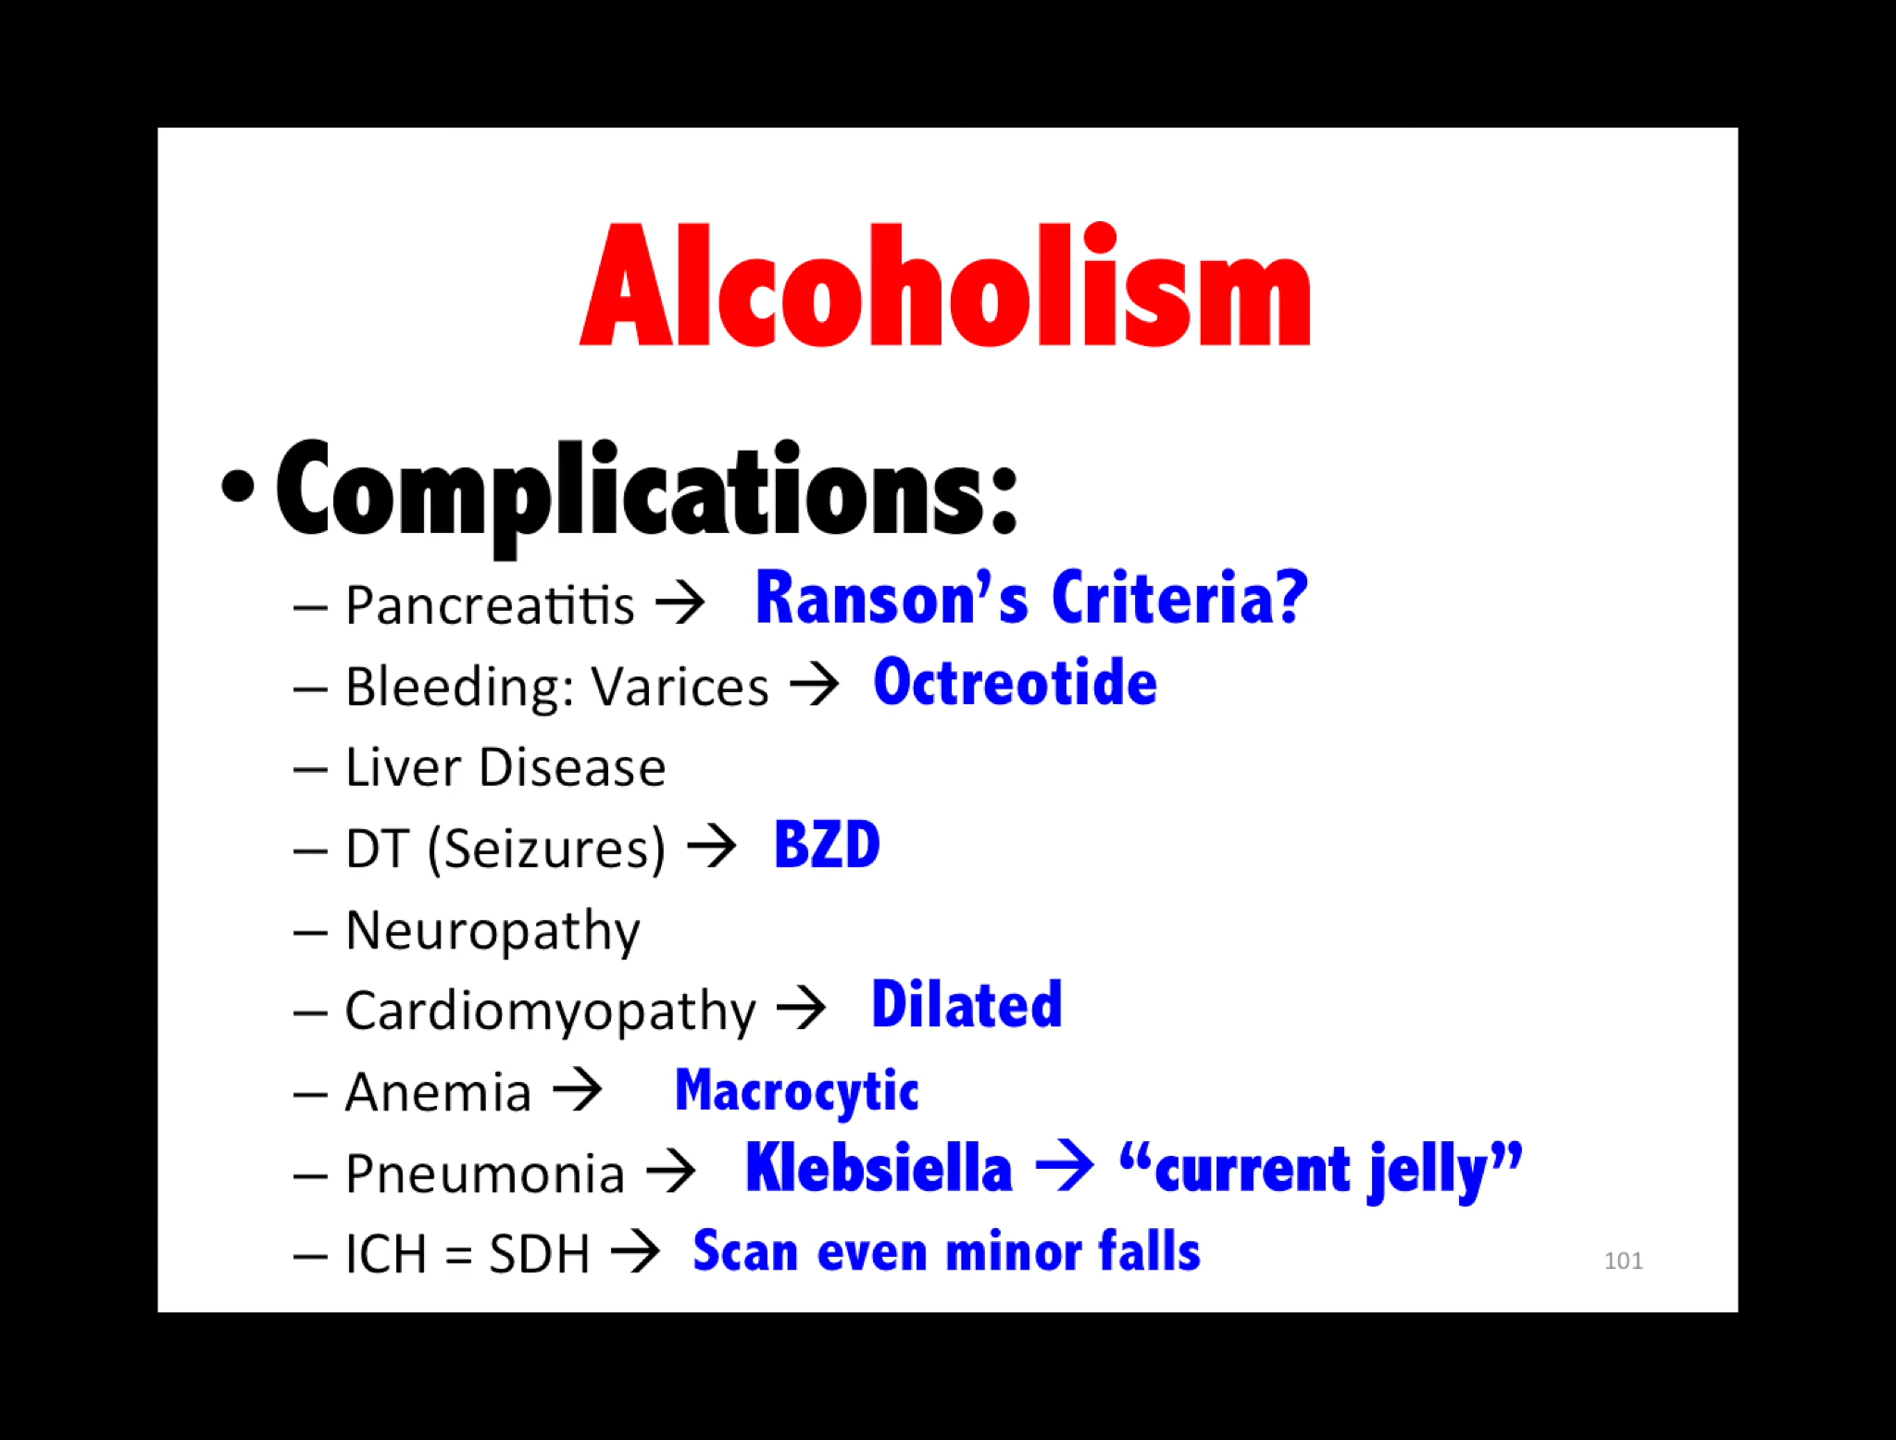 Alcoholism
• Complications:
– Pancreatitis → Ranson's Criteria?
– Bleeding: Varices → Octreotide
– Liver Disease
– DT (Seizures) → BZD
– Neuropathy
– Cardiomyopathy → Dilated
– Anemia → Macrocytic
– Pneumonia → Klebsiella → “current jelly”
– ICH = SDH → Scan even minor falls
101